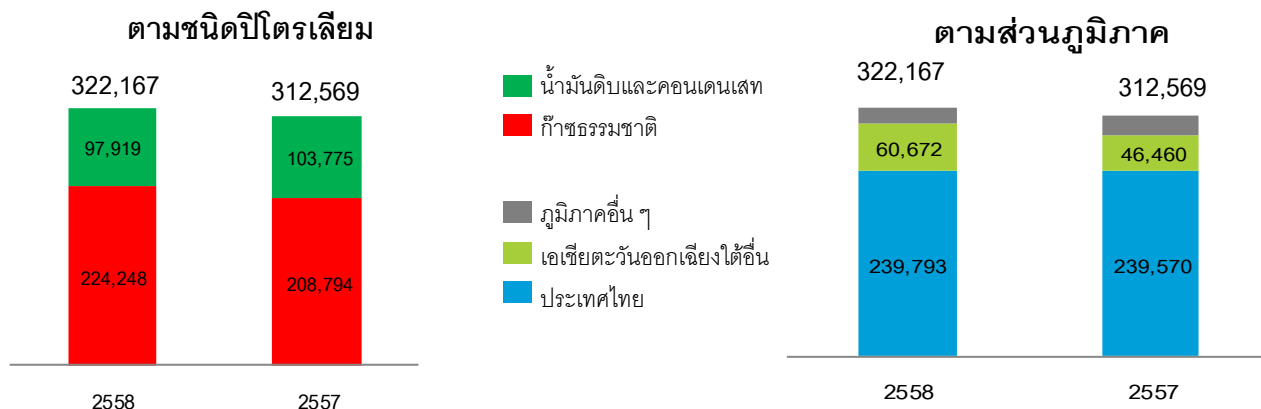 ตามชนิดปิโตรเลียม
322,167
312,569
97,919
103,775
224,248
208,794
2558
2557
น้ำมันดิบและคอนเดนเสท
ก๊าซธรรมชาติ
ภูมิภาคอื่น ๆ
เอเชียตะวันออกเฉียงใต้อื่น
ประเทศไทย
ตามส่วนภูมิภาค
322,167
312,569
60,672
46,460
239,793
239,570
2558
2557